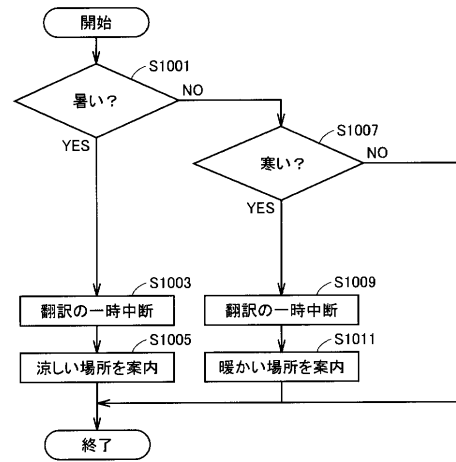 開始
S1001
暑い?
NO
YES
S1007
寒い?
NO
YES
S1003
翻訳の一時中断
S1009
翻訳の一時中断
S1005
涼しい場所を案内
S1011
暖かい場所を案内
終了